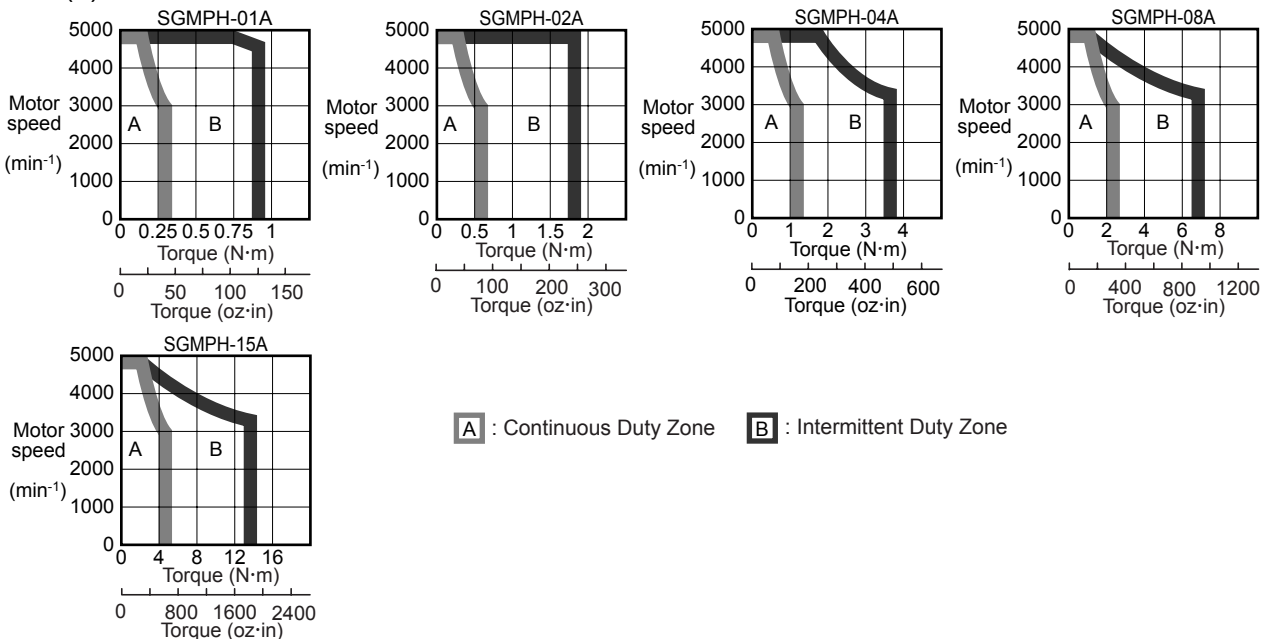 SGMPH-01A
5000
4000
3000
2000
1000
0
Motor
speed
(min-1)
A
B
0 0.25 0.5 0.75 1
Torque (N·m)
0 50 100 150
Torque (oz·in)
SGMPH-02A
5000
4000
3000
2000
1000
0
Motor
speed
(min-1)
A
B
0 0.5 1 1.5 2
Torque (N·m)
0 100 200 300
Torque (oz·in)
SGMPH-04A
5000
4000
3000
2000
1000
0
Motor
speed
(min-1)
A
B
0 1 2 3 4
Torque (N·m)
0 200 400 600
Torque (oz·in)
SGMPH-08A
5000
4000
3000
2000
1000
0
Motor
speed
(min-1)
A
B
0 2 4 6 8
Torque (N·m)
0 400 800 1200
Torque (oz·in)
SGMPH-15A
5000
4000
3000
2000
1000
0
Motor
speed
(min-1)
A
B
0 4 8 12 16
Torque (N·m)
0 800 1600 2400
Torque (oz·in)
A : Continuous Duty Zone B : Intermittent Duty Zone